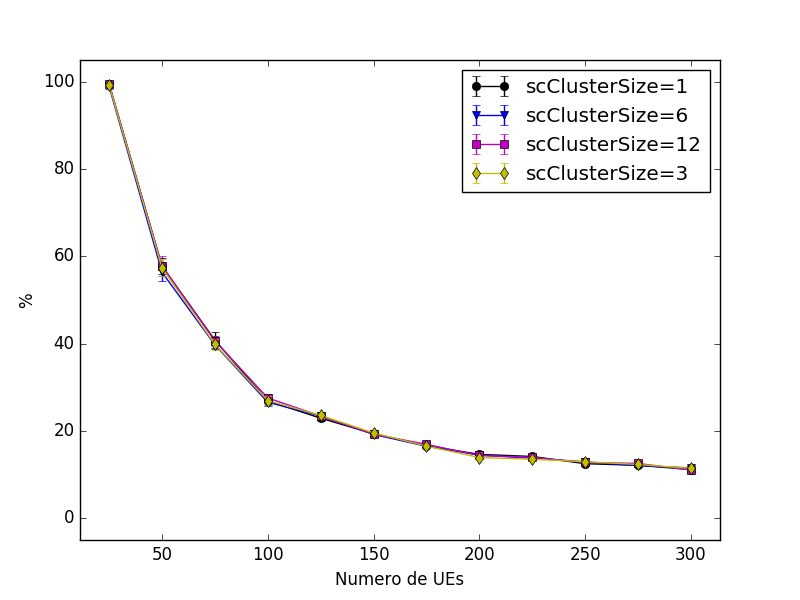 100
80
60
40
20
0
%
50 100 150 200 250 300
Numero de UEs
scClusterSize=1
scClusterSize=6
scClusterSize=12
scClusterSize=3